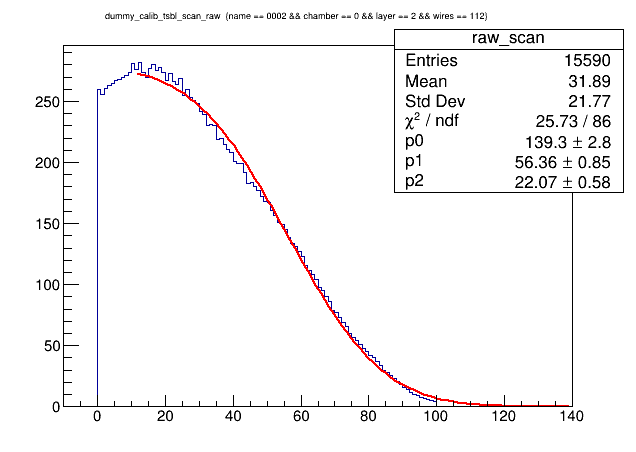 dummy_calib_tsbl_scan_raw (name == 0002 && chamber == 0 && layer == 2 && wires == 112)
raw_scan
Entries 15590
Mean 31.89
Std Dev 21.77
χ² / ndf 25.73 / 86
p0 139.3 ± 2.8
p1 56.36 ± 0.85
p2 22.07 ± 0.58
250
200
150
100
50
0
0 20 40 60 80 100 120 140